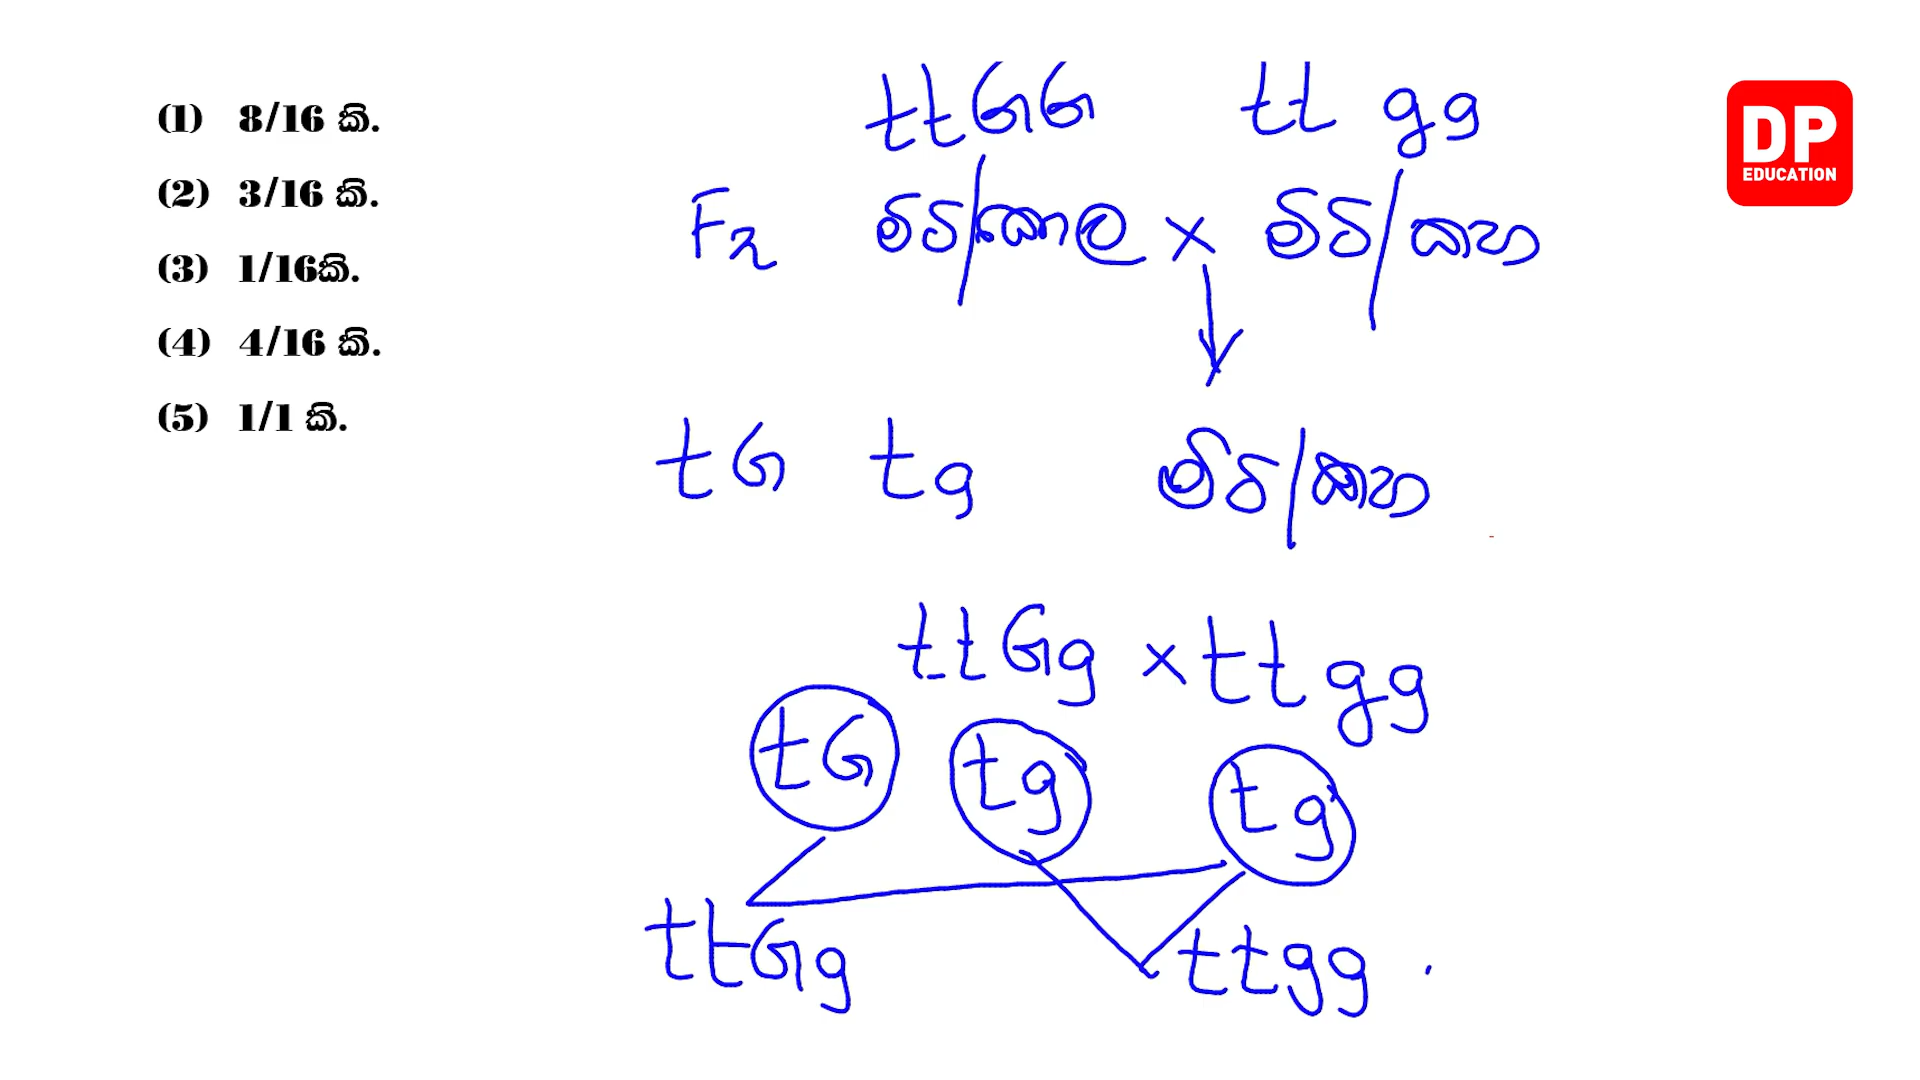 (1) 8/16 කි.
(2) 3/16 කි.
(3) 1/16කි.
(4) 4/16 කි.
(5) 1/1 කි.
ttGG tt gg
F2 මිටි/කොල × මිටි/කහ
tG tg මිටි/කහ
ttGg × ttgg
tG tg tg
ttGg ttgg
DP
EDUCATION